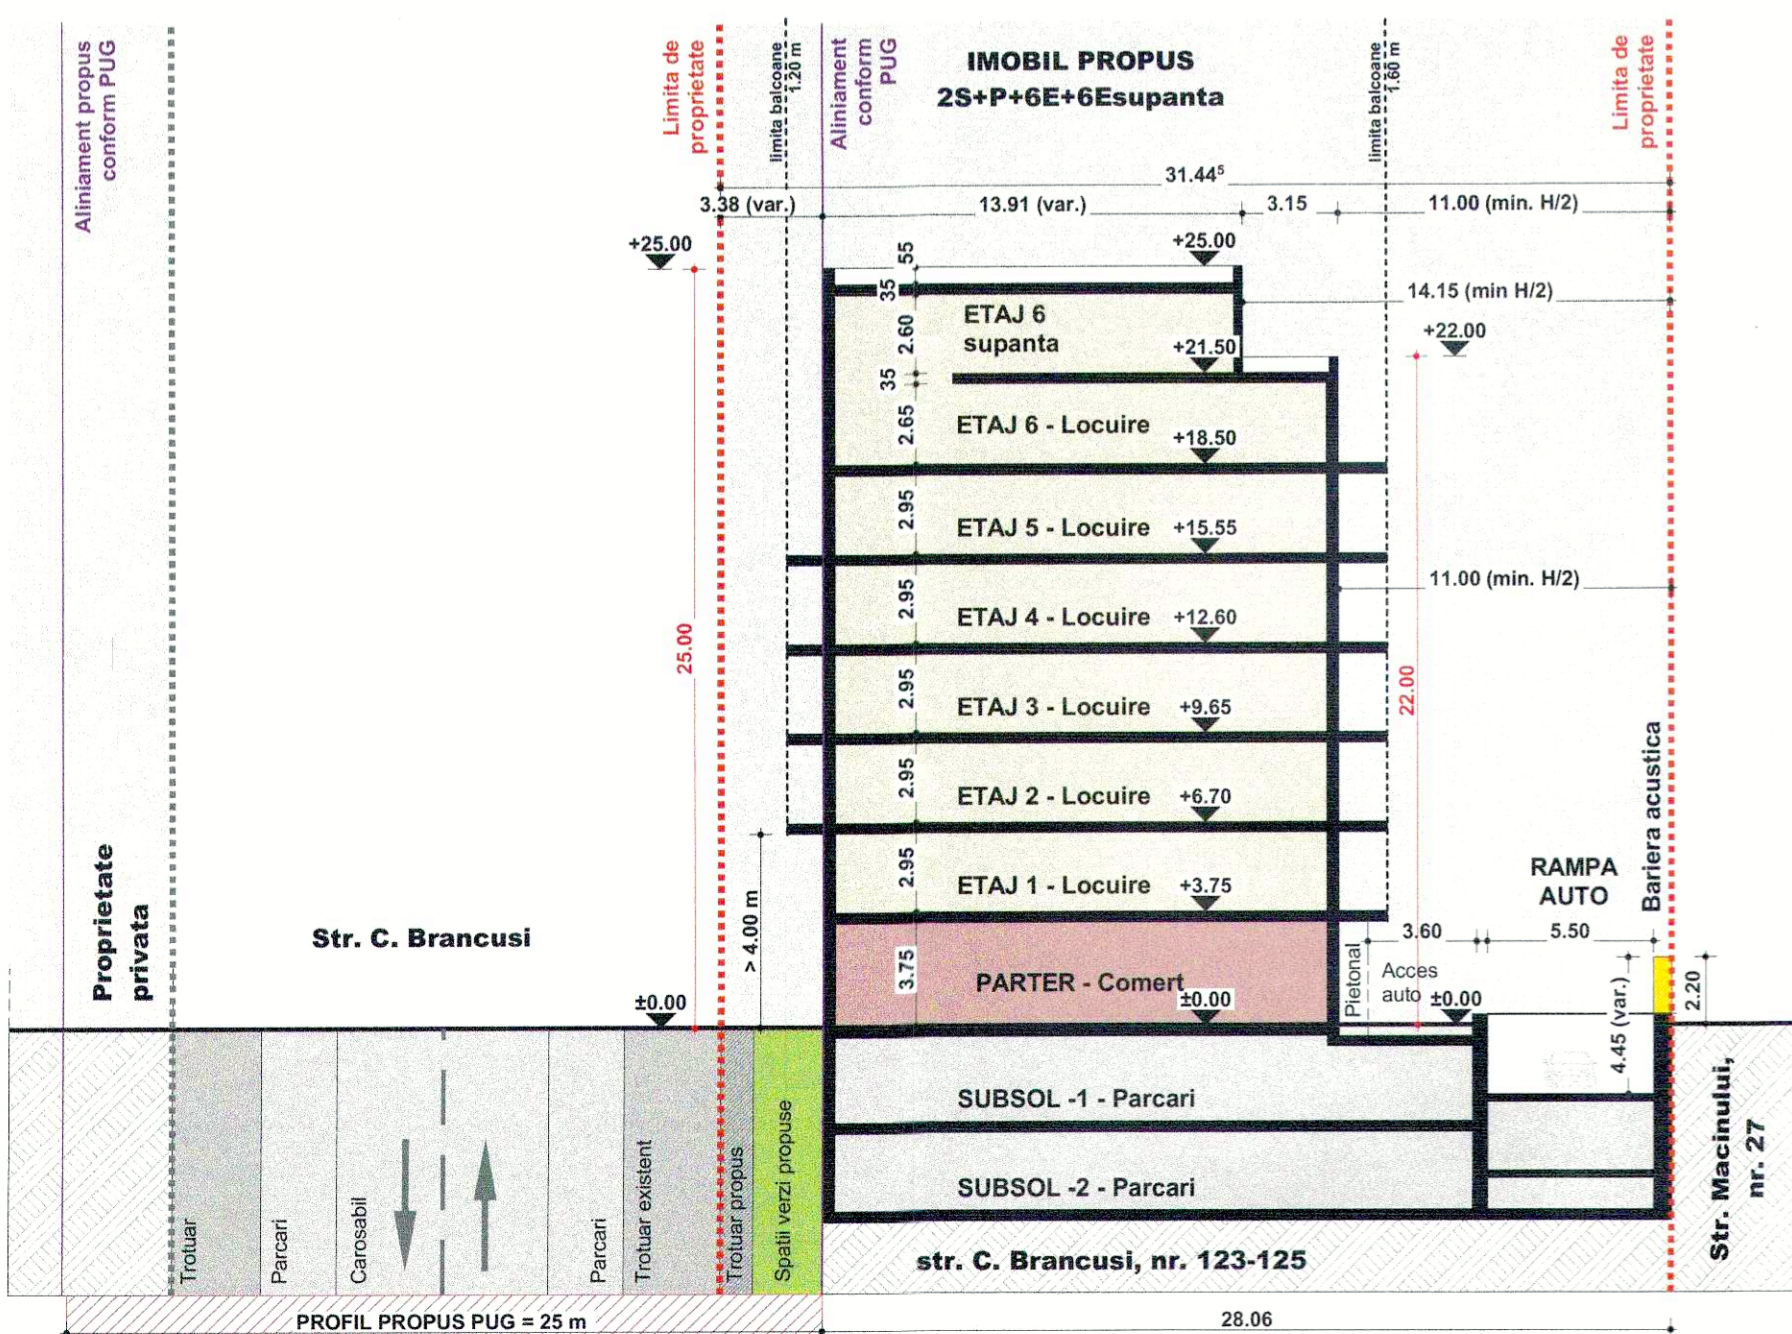 Aliniament propus
conform PUG
Limita de
proprietate
limita balcoane
1.20 m
Aliniament
conform
PUG
IMOBIL PROPUS
2S+P+6E+6Esupanta
limita balcoane
1.60 m
Limita de
proprietate
31.44⁵
3.38 (var.)
13.91 (var.)
3.15
11.00 (min. H/2)
+25.00
+25.00
55
35
14.15 (min H/2)
ETAJ 6
supanta
2.60
+21.50
+22.00
35
2.65
ETAJ 6 - Locuire
+18.50
2.95
ETAJ 5 - Locuire
+15.55
2.95
ETAJ 4 - Locuire
+12.60
11.00 (min. H/2)
25.00
2.95
ETAJ 3 - Locuire
+9.65
22.00
2.95
ETAJ 2 - Locuire
+6.70
2.95
ETAJ 1 - Locuire
+3.75
RAMPA
AUTO
Bariera acustica
Proprietate
privata
Str. C. Brancusi
> 4.00 m
3.60
5.50
3.75
PARTER - Comert
±0.00
Pietonal
Acces
auto
±0.00
4.45 (var.)
2.20
±0.00
SUBSOL -1 - Parcari
SUBSOL -2 - Parcari
Trotuar
Parcari
Carosabil
Parcari
Trotuar existent
Trotuar propus
Spatii verzi propuse
str. C. Brancusi, nr. 123-125
Str. Macinului,
nr. 27
PROFIL PROPUS PUG = 25 m
28.06